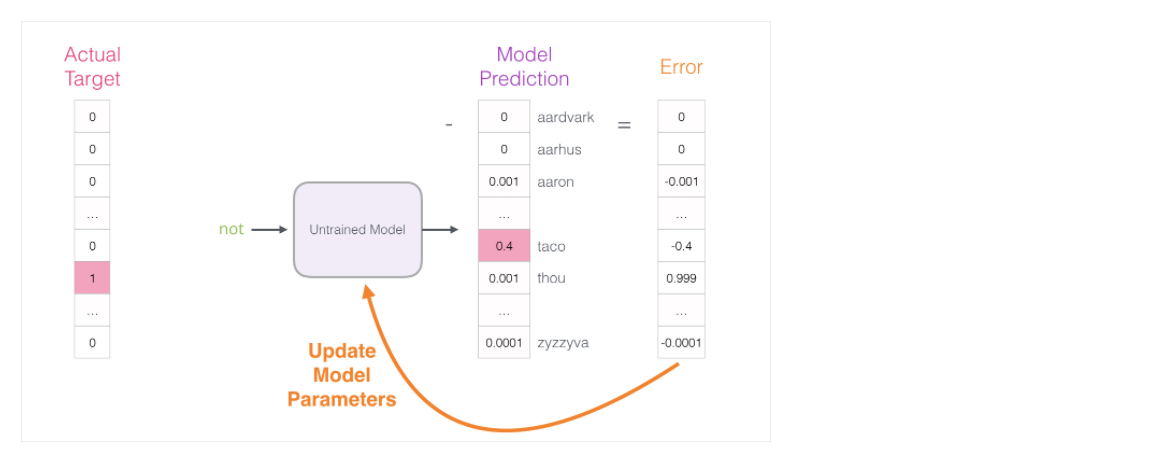 Actual
Target
Model
Prediction
Error
0
-
0
aardvark
=
0
0
0
aarhus
0
0
0.001
aaron
-0.001
...
...
...
not
Untrained Model
0
0.4
taco
-0.4
1
0.001
thou
0.999
...
...
...
0
0.0001
zyzzyva
-0.0001
Update
Model
Parameters